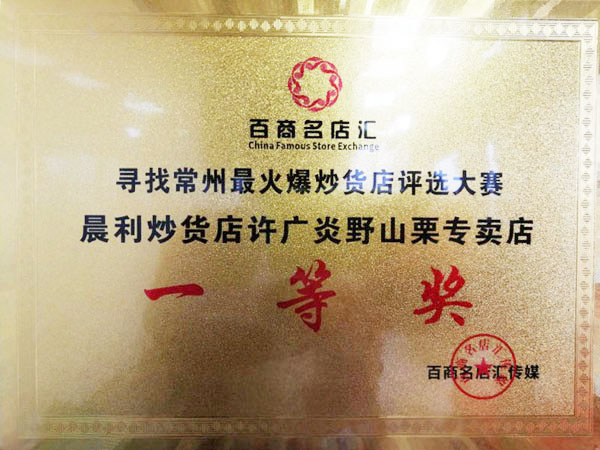 百商名店汇
China Famous Store Exchange
寻找常州最火爆炒货店评选大赛
晨利炒货店许广炎野山栗专卖店
一等奖
百商名店汇传媒